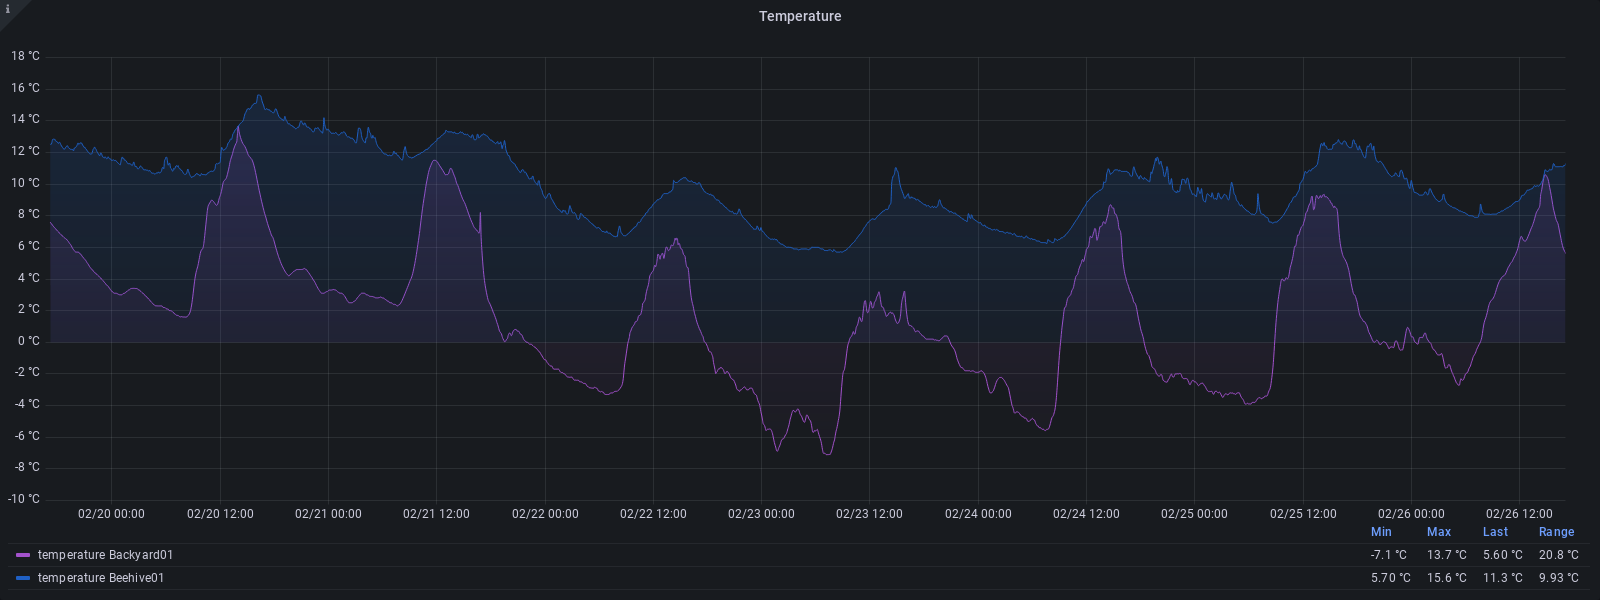 i
Temperature
18 °C
16 °C
14 °C
12 °C
10 °C
8 °C
6 °C
4 °C
2 °C
0 °C
-2 °C
-4 °C
-6 °C
-8 °C
-10 °C
02/20 00:00 02/20 12:00 02/21 00:00 02/21 12:00 02/22 00:00 02/22 12:00 02/23 00:00 02/23 12:00 02/24 00:00 02/24 12:00 02/25 00:00 02/25 12:00 02/26 00:00 02/26 12:00
Min Max Last Range
temperature Backyard01 -7.1 °C 13.7 °C 5.60 °C 20.8 °C
temperature Beehive01 5.70 °C 15.6 °C 11.3 °C 9.93 °C